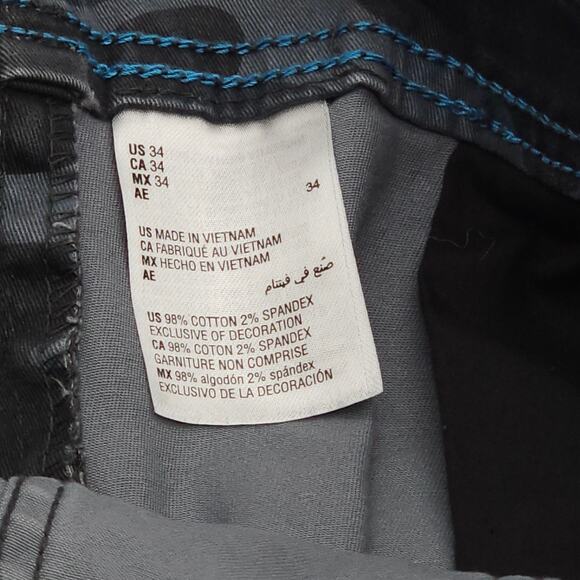 US 34
CA 34
MX 34
AE 34
US MADE IN VIETNAM
CA FABRIQUÉ AU VIETNAM
MX HECHO EN VIETNAM
AE
صنع في فيتنام
US 98% COTTON 2% SPANDEX
EXCLUSIVE OF DECORATION
CA 98% COTON 2% SPANDEX
GARNITURE NON COMPRISE
MX 98% algodón 2% spándex
EXCLUSIVO DE LA DECORACIÓN